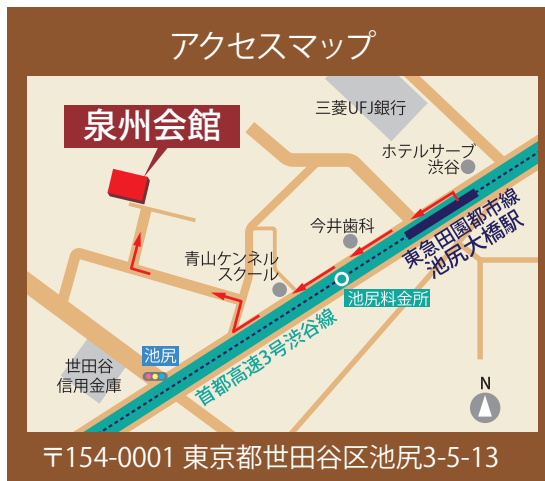 アクセスマップ
泉州会館
三菱UFJ銀行
ホテルサーブ
渋谷
今井歯科
東急田園都市線
池尻大橋駅
青山ケンネル
スクール
池尻料金所
首都高速3号渋谷線
池尻
世田谷
信用金庫
N
〒154-0001 東京都世田谷区池尻3-5-13